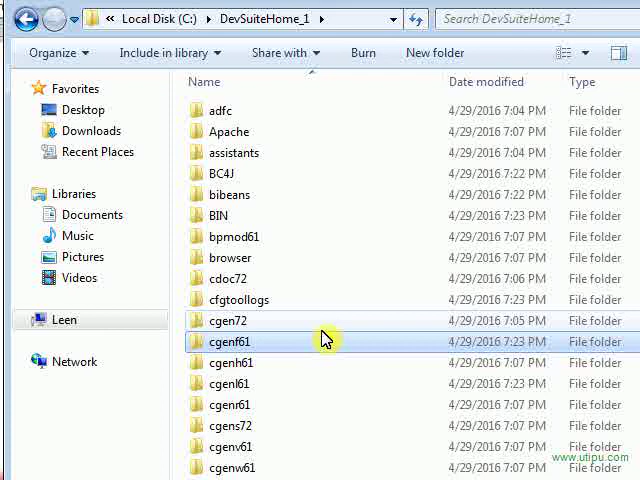 « Local Disk (C:) ▸ DevSuiteHome_1 ▸ Search DevSuiteHome_1
Organize Include in library Share with Burn New folder
Name Date modified Type
Favorites
Desktop
Downloads
Recent Places
Libraries
Documents
Music
Pictures
Videos
Leen
Network
adfc 4/29/2016 7:04 PM File folder
Apache 4/29/2016 7:07 PM File folder
assistants 4/29/2016 7:04 PM File folder
BC4J 4/29/2016 7:22 PM File folder
bibeans 4/29/2016 7:22 PM File folder
BIN 4/29/2016 7:23 PM File folder
bpmod61 4/29/2016 7:07 PM File folder
browser 4/29/2016 7:07 PM File folder
cdoc72 4/29/2016 7:06 PM File folder
cfgtoollogs 4/29/2016 7:23 PM File folder
cgen72 4/29/2016 7:05 PM File folder
cgenf61 4/29/2016 7:23 PM File folder
cgenh61 4/29/2016 7:07 PM File folder
cgenl61 4/29/2016 7:23 PM File folder
cgenr61 4/29/2016 7:07 PM File folder
cgens72 4/29/2016 7:07 PM File folder
cgenv61 4/29/2016 7:07 PM File folder
www.utipu.com
cgenw61 4/29/2016 7:07 PM File folder